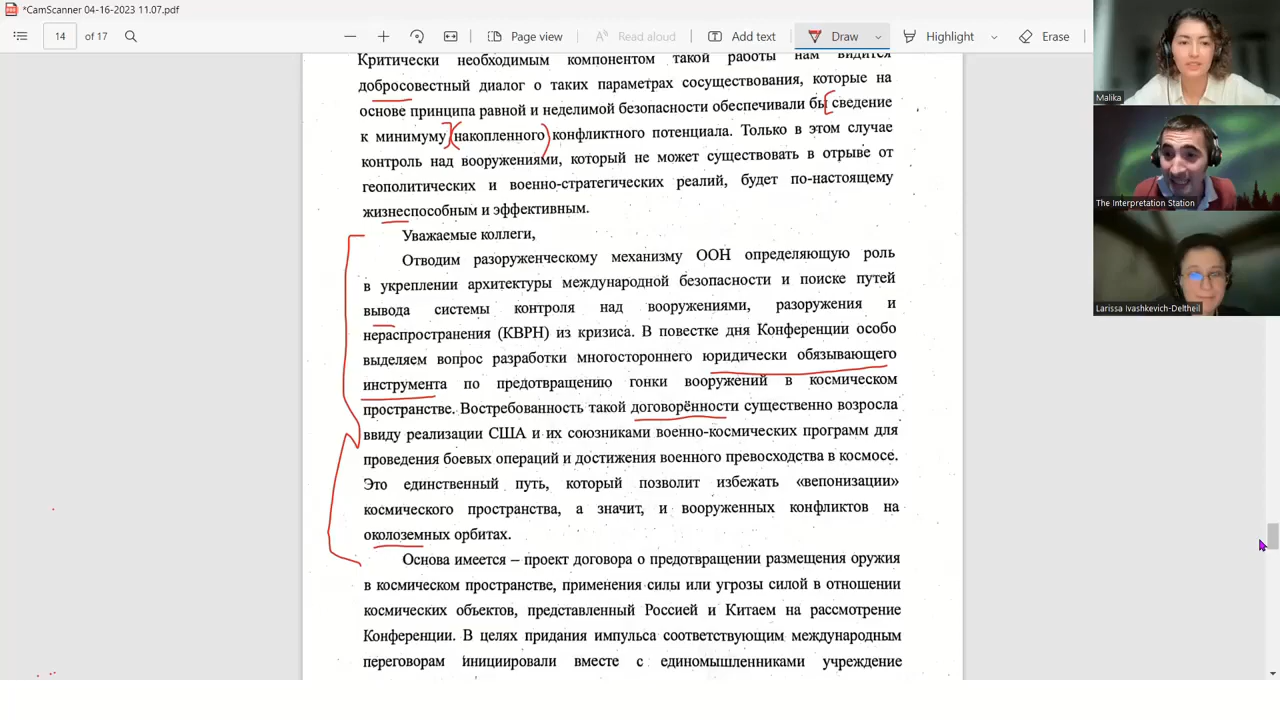 *CamScanner 04-16-2023 11.07.pdf
14 of 17 Page view Read aloud Add text Draw Highlight Erase
Критически необходимым компонентом такой работы нам видится
добросовестный диалог о таких параметрах сосуществования, которые на
основе принципа равной и неделимой безопасности обеспечивали бы сведение
к минимуму накопленного конфликтного потенциала. Только в этом случае
контроль над вооружениями, который не может существовать в отрыве от
геополитических и военно-стратегических реалий, будет по-настоящему
жизнеспособным и эффективным.
Уважаемые коллеги,
Отводим разоруженческому механизму ООН определяющую роль
в укреплении архитектуры международной безопасности и поиске путей
вывода системы контроля над вооружениями, разоружения и
нераспространения (КВРН) из кризиса. В повестке дня Конференции особо
выделяем вопрос разработки многостороннего юридически обязывающего
инструмента по предотвращению гонки вооружений в космическом
пространстве. Востребованность такой договорённости существенно возросла
ввиду реализации США и их союзниками военно-космических программ для
проведения боевых операций и достижения военного превосходства в космосе.
Это единственный путь, который позволит избежать «вепонизации»
космического пространства, а значит, и вооруженных конфликтов на
околоземных орбитах.
Основа имеется – проект договора о предотвращении размещения оружия
в космическом пространстве, применения силы или угрозы силой в отношении
космических объектов, представленный Россией и Китаем на рассмотрение
Конференции. В целях придания импульса соответствующим международным
переговорам инициировали вместе с единомышленниками учреждение
Malika
The Interpretation Station
Larissa Ivashkevich-Deltheil